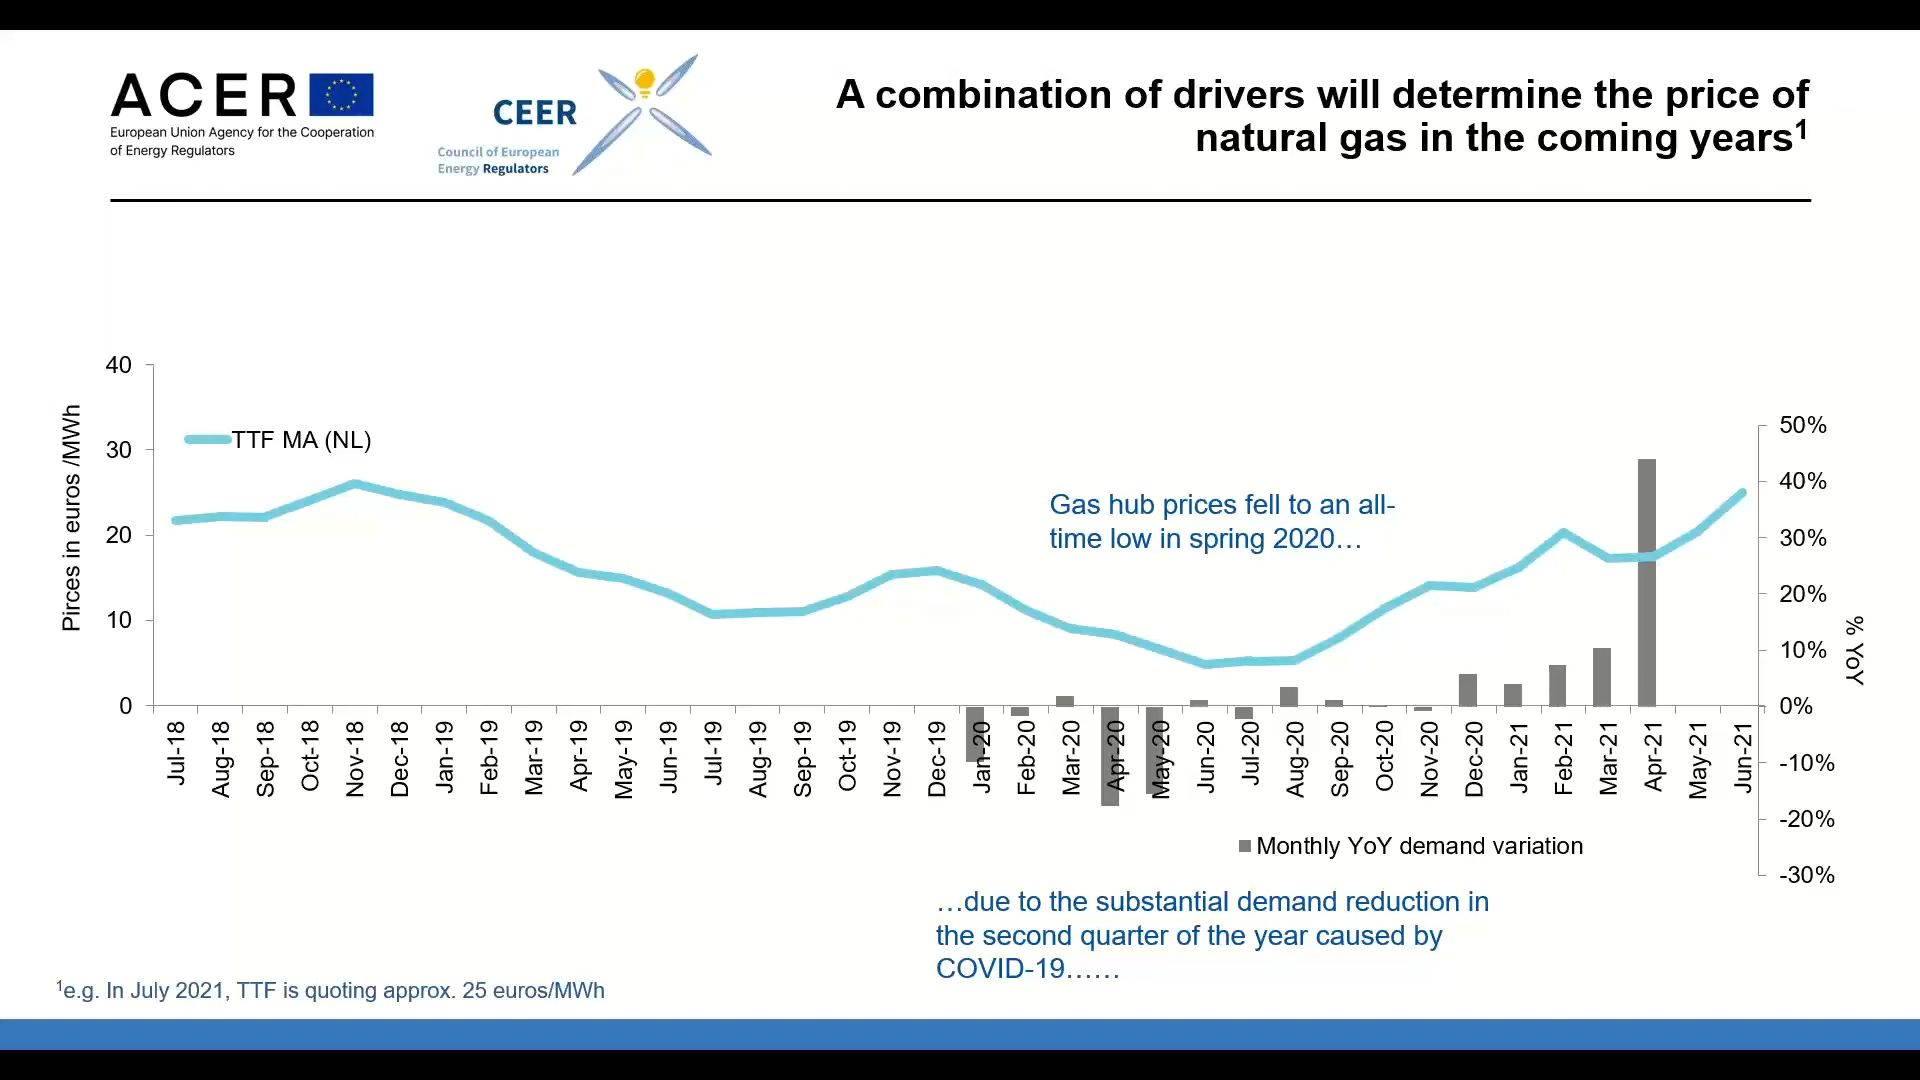 ACER
European Union Agency for the Cooperation
of Energy Regulators
CEER
Council of European
Energy Regulators
A combination of drivers will determine the price of
natural gas in the coming years¹
Pirces in euros /MWh
40
30
20
10
0
TTF MA (NL)
Gas hub prices fell to an all-
time low in spring 2020…
50%
40%
30%
20%
10%
0%
-10%
-20%
-30%
% YoY
Jul-18
Aug-18
Sep-18
Oct-18
Nov-18
Dec-18
Jan-19
Feb-19
Mar-19
Apr-19
May-19
Jun-19
Jul-19
Aug-19
Sep-19
Oct-19
Nov-19
Dec-19
Jan-20
Feb-20
Mar-20
Apr-20
May-20
Jun-20
Jul-20
Aug-20
Sep-20
Oct-20
Nov-20
Dec-20
Jan-21
Feb-21
Mar-21
Apr-21
May-21
Jun-21
Monthly YoY demand variation
…due to the substantial demand reduction in
the second quarter of the year caused by
COVID-19……
¹e.g. In July 2021, TTF is quoting approx. 25 euros/MWh